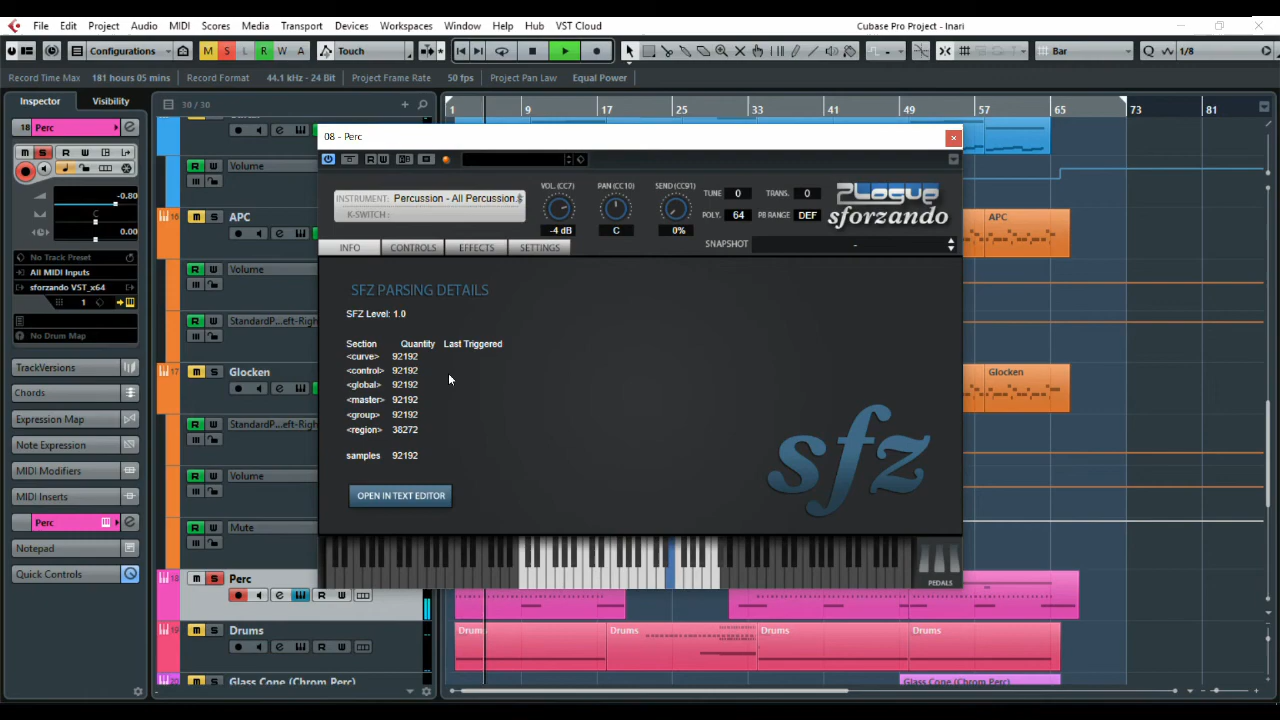 File Edit Project Audio MIDI Scores Media Transport Devices Workspaces Window Help Hub VST Cloud Cubase Pro Project - Inari
Configurations M S L R W A Touch Bar Q 1/8
Record Time Max 181 hours 05 mins Record Format 44.1 kHz - 24 Bit Project Frame Rate 50 fps Project Pan Law Equal Power
Inspector Visibility 30 / 30 1 9 17 25 33 41 49 57 65 73 81
18 Perc
M S R W
-0.80
C
0.00
No Track Preset
All MIDI Inputs
sforzando VST_x64
1
No Drum Map
TrackVersions
Chords
Expression Map
Note Expression
MIDI Modifiers
MIDI Inserts
Perc
Notepad
Quick Controls
R W Volume
16 M S APC
R W Volume
R W StandardP...eft-Righ
17 M S Glocken
R W StandardP...eft-Righ
R W Volume
R W Mute
18 M S Perc
R W
19 M S Drums
R W
Glass Cone (Chrom Perc)
08 - Perc
R W
INSTRUMENT: Percussion - All Percussion.s
K-SWITCH :
VOL. (CC7) PAN (CC10) SEND (CC91)
-4 dB C 0%
TUNE 0 TRANS. 0
POLY. 64 PB RANGE DEF
SNAPSHOT -
Plogue
sforzando
INFO CONTROLS EFFECTS SETTINGS
SFZ PARSING DETAILS
SFZ Level: 1.0
Section Quantity Last Triggered
<curve> 92192
<control> 92192
<global> 92192
<master> 92192
<group> 92192
<region> 38272
samples 92192
OPEN IN TEXT EDITOR
sfz
PEDALS
APC
Glocken
Drums Drums Drums Drums
Glass Cone (Chrom Perc)